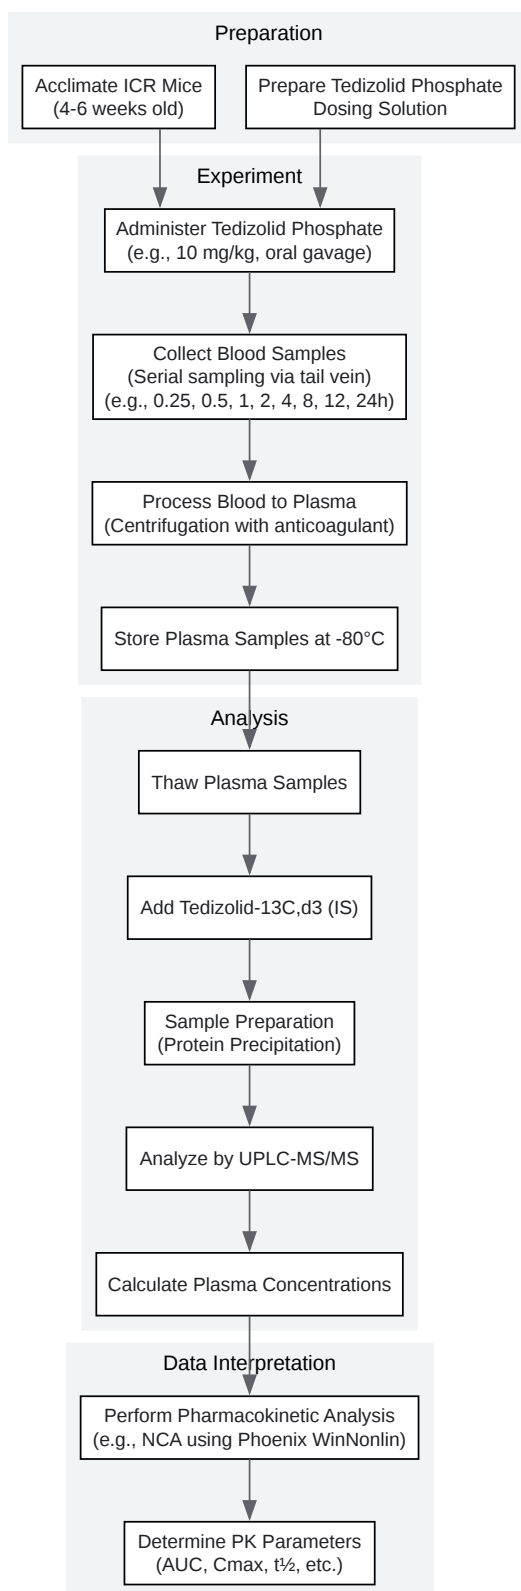 Preparation
Acclimate ICR Mice
(4-6 weeks old)
Prepare Tedizolid Phosphate
Dosing Solution
Experiment
Administer Tedizolid Phosphate
(e.g., 10 mg/kg, oral gavage)
Collect Blood Samples
(Serial sampling via tail vein)
(e.g., 0.25, 0.5, 1, 2, 4, 8, 12, 24h)
Process Blood to Plasma
(Centrifugation with anticoagulant)
Store Plasma Samples at -80°C
Analysis
Thaw Plasma Samples
Add Tedizolid-13C,d3 (IS)
Sample Preparation
(Protein Precipitation)
Analyze by UPLC-MS/MS
Calculate Plasma Concentrations
Data Interpretation
Perform Pharmacokinetic Analysis
(e.g., NCA using Phoenix WinNonlin)
Determine PK Parameters
(AUC, Cmax, t½, etc.)